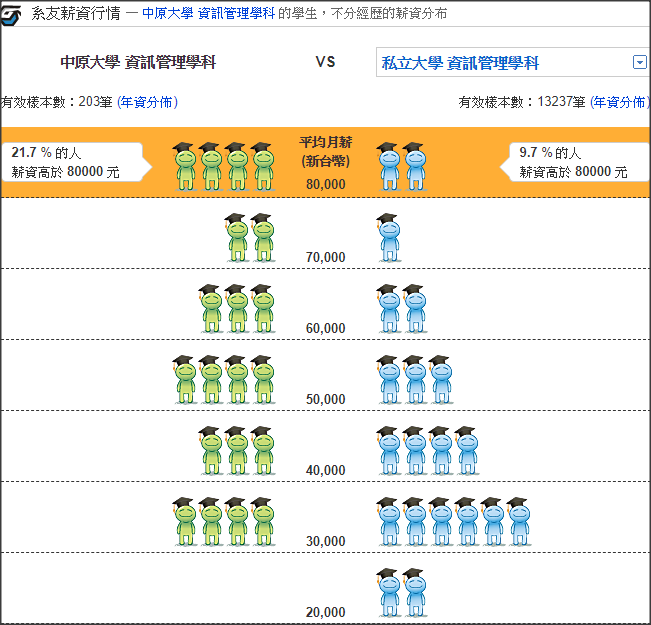 系友薪資行情 — 中原大學 資訊管理學科 的學生，不分經歷的薪資分布
中原大學 資訊管理學科 VS 私立大學 資訊管理學科
有效樣本數：203筆 (年資分佈) 有效樣本數：13237筆 (年資分佈)
21.7 % 的人
薪資高於 80000 元
平均月薪
(新台幣)
80,000
9.7 % 的人
薪資高於 80000 元
70,000
60,000
50,000
40,000
30,000
20,000